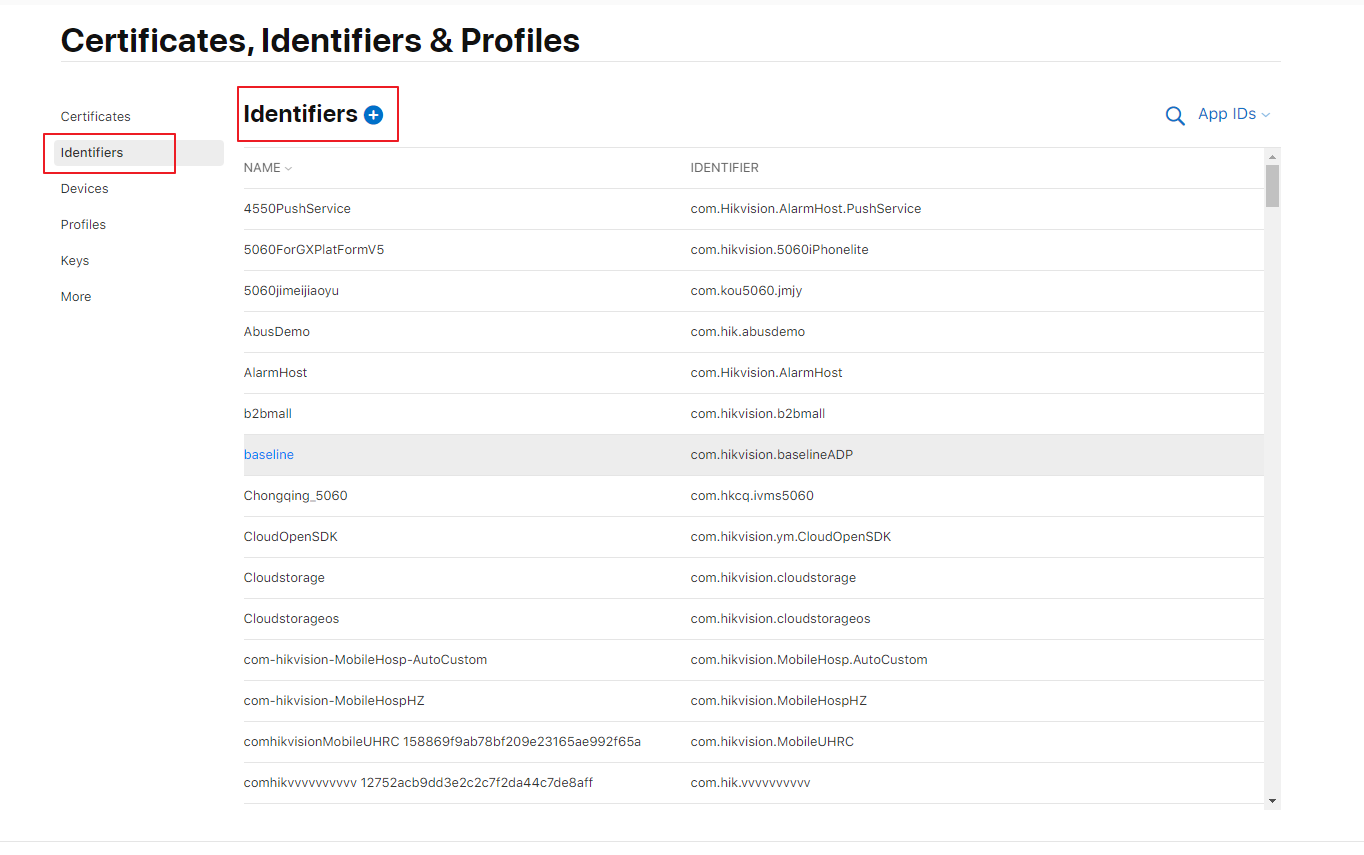 Certificates, Identifiers & Profiles
Certificates
Identifiers
Devices
Profiles
Keys
More
Identifiers
App IDs
NAME IDENTIFIER
4550PushService com.Hikvision.AlarmHost.PushService
5060ForGXPlatFormV5 com.hikvision.5060iPhonelite
5060jimeijiaoyu com.kou5060.jmjy
AbusDemo com.hik.abusdemo
AlarmHost com.Hikvision.AlarmHost
b2bmall com.hikvision.b2bmall
baseline com.hikvision.baselineADP
Chongqing_5060 com.hkcq.ivms5060
CloudOpenSDK com.hikvision.ym.CloudOpenSDK
Cloudstorage com.hikvision.cloudstorage
Cloudstorageos com.hikvision.cloudstorageos
com-hikvision-MobileHosp-AutoCustom com.hikvision.MobileHosp.AutoCustom
com-hikvision-MobileHospHZ com.hikvision.MobileHospHZ
comhikvisionMobileUHRC 158869f9ab78bf209e23165ae992f65a com.hikvision.MobileUHRC
comhikvvvvvvvvvv 12752acb9dd3e2c2c7f2da44c7de8aff com.hik.vvvvvvvvvv